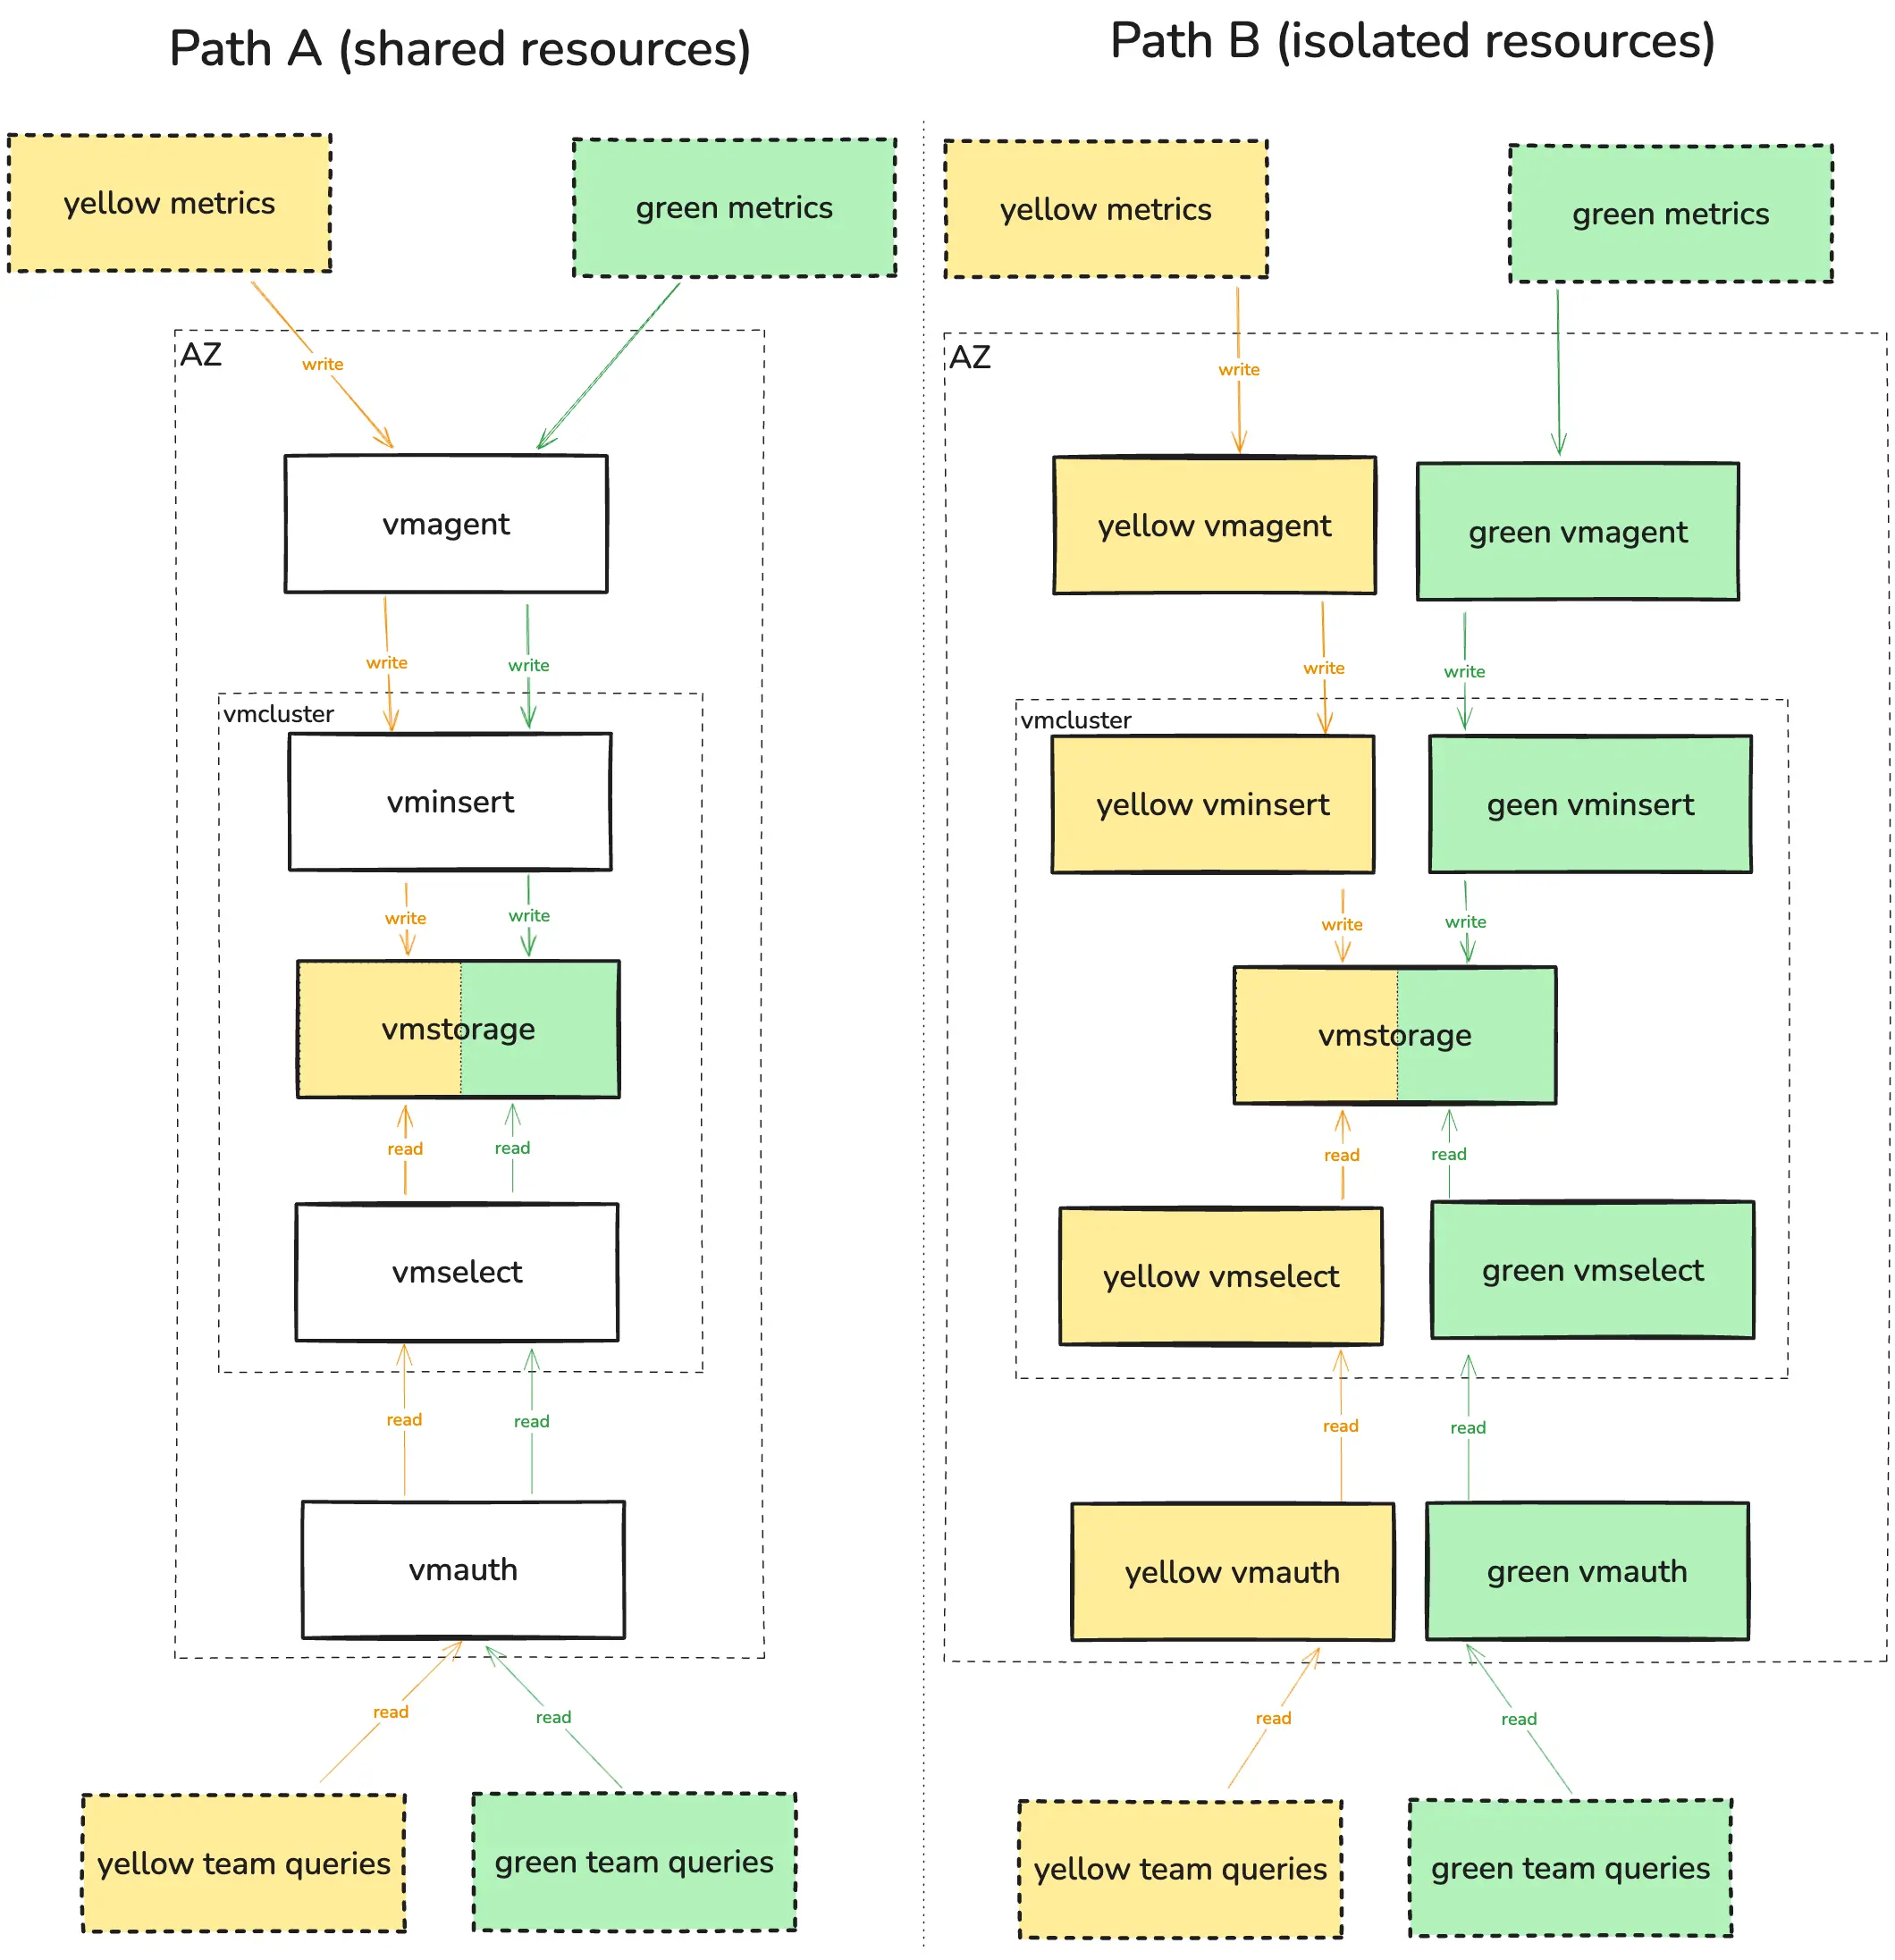 Path A (shared resources)
yellow metrics
green metrics
AZ
write
vmagent
write
write
vmcluster
vminsert
write
write
vmstorage
read
read
vmselect
read
read
vmauth
read
read
yellow team queries
green team queries
Path B (isolated resources)
yellow metrics
green metrics
AZ
write
yellow vmagent
green vmagent
write
write
vmcluster
yellow vminsert
geen vminsert
write
write
vmstorage
read
read
yellow vmselect
green vmselect
read
read
yellow vmauth
green vmauth
read
read
yellow team queries
green team queries